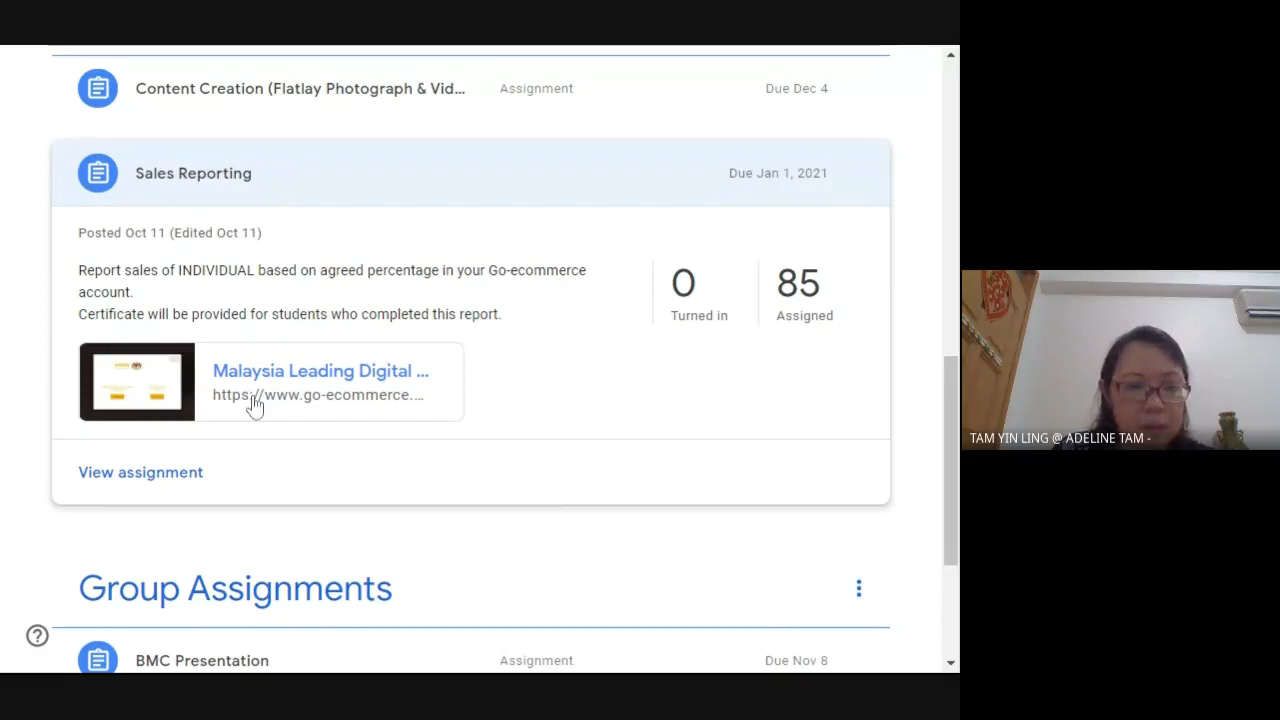 Content Creation (Flatlay Photograph & Vid...
Assignment
Due Dec 4
Sales Reporting
Due Jan 1, 2021
Posted Oct 11 (Edited Oct 11)
Report sales of INDIVIDUAL based on agreed percentage in your Go-ecommerce
account.
Certificate will be provided for students who completed this report.
0
Turned in
85
Assigned
Malaysia Leading Digital ...
https://www.go-ecommerce....
View assignment
Group Assignments
BMC Presentation
Assignment
Due Nov 8
TAM YIN LING @ ADELINE TAM -